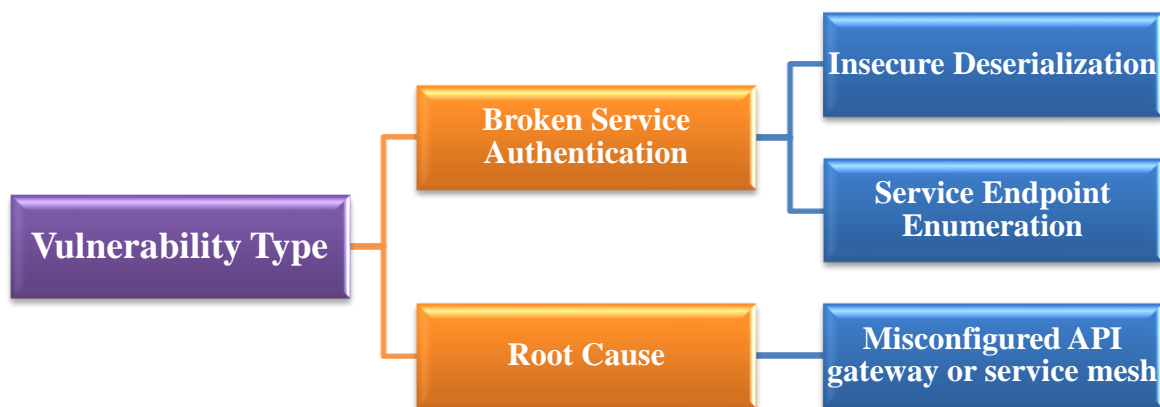 Vulnerability Type
Broken Service
Authentication
Insecure Deserialization
Service Endpoint
Enumeration
Root Cause
Misconfigured API
gateway or service mesh